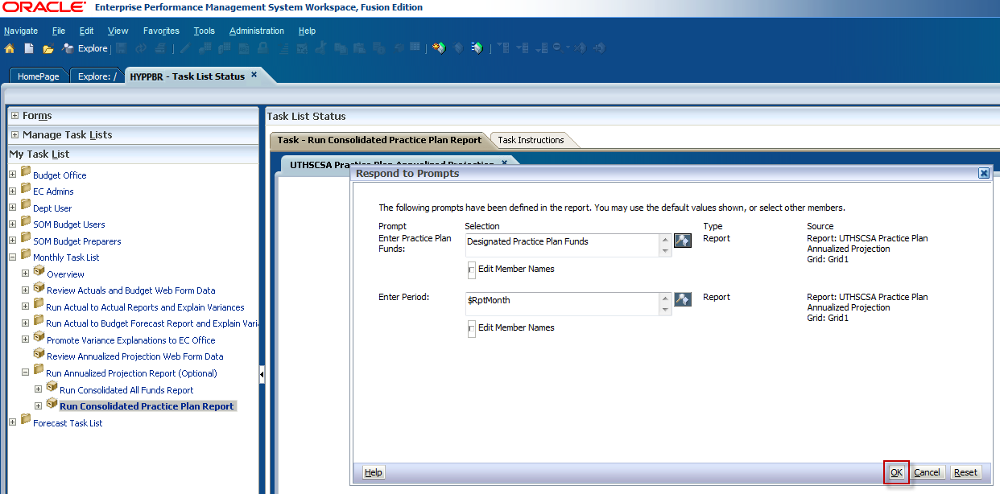 ORACLE® Enterprise Performance Management System Workspace, Fusion Edition
Navigate File Edit View Favorites Tools Administration Help
Explore
HomePage Explore: / HYPPBR - Task List Status
Forms
Manage Task Lists
My Task List
Budget Office
EC Admins
Dept User
SOM Budget Users
SOM Budget Preparers
Monthly Task List
Overview
Review Actuals and Budget Web Form Data
Run Actual to Actual Reports and Explain Variances
Run Actual to Budget Forecast Report and Explain Vari
Promote Variance Explanations to EC Office
Review Annualized Projection Web Form Data
Run Annualized Projection Report (Optional)
Run Consolidated All Funds Report
Run Consolidated Practice Plan Report
Forecast Task List
Task List Status
Task - Run Consolidated Practice Plan Report Task Instructions
UTHSCSA Practice Plan Annualized Projection
Respond to Prompts
The following prompts have been defined in the report. You may use the default values shown, or select other members.
Prompt Selection Type Source
Enter Practice Plan Designated Practice Plan Funds Report Report: UTHSCSA Practice Plan
Funds: Annualized Projection
Grid: Grid1
Edit Member Names
Enter Period: $RptMonth Report Report: UTHSCSA Practice Plan
Annualized Projection
Grid: Grid1
Edit Member Names
Help OK Cancel Reset